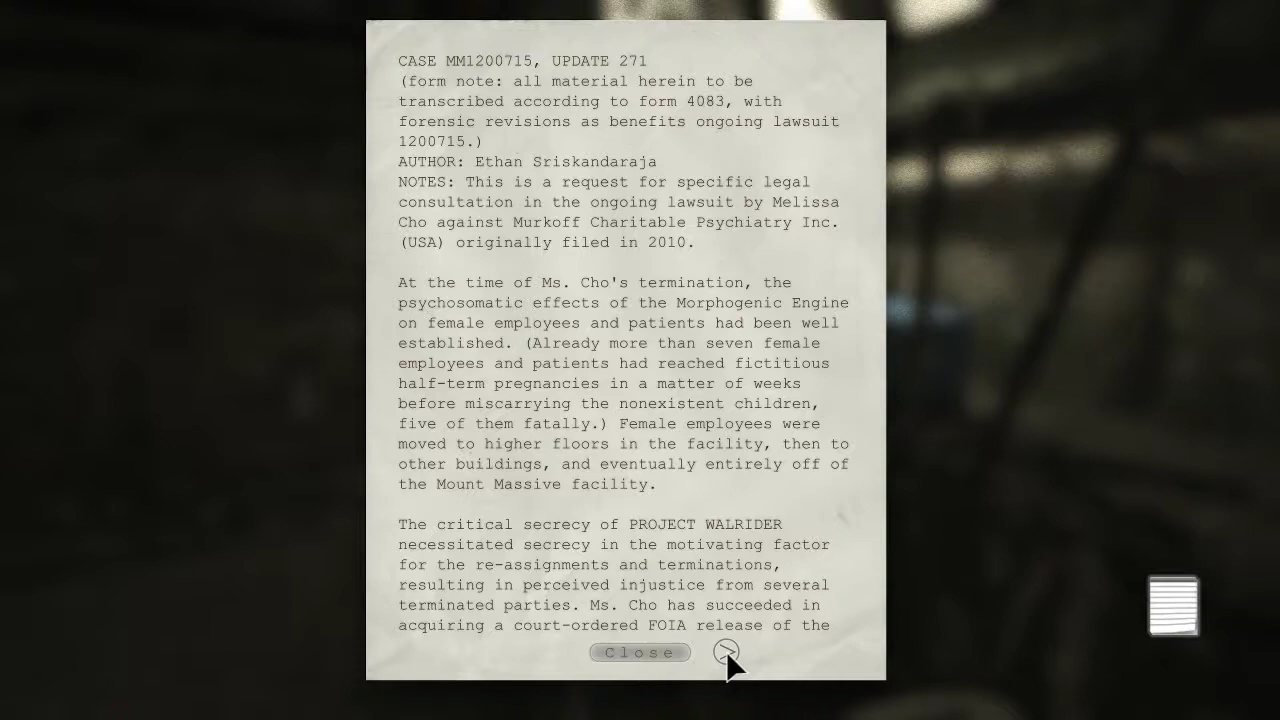 CASE MM1200715, UPDATE 271
(form note: all material herein to be
transcribed according to form 4083, with
forensic revisions as benefits ongoing lawsuit
1200715.)
AUTHOR: Ethan Sriskandaraja
NOTES: This is a request for specific legal
consultation in the ongoing lawsuit by Melissa
Cho against Murkoff Charitable Psychiatry Inc.
(USA) originally filed in 2010.

At the time of Ms. Cho's termination, the
psychosomatic effects of the Morphogenic Engine
on female employees and patients had been well
established. (Already more than seven female
employees and patients had reached fictitious
half-term pregnancies in a matter of weeks
before miscarrying the nonexistent children,
five of them fatally.) Female employees were
moved to higher floors in the facility, then to
other buildings, and eventually entirely off of
the Mount Massive facility.

The critical secrecy of PROJECT WALRIDER
necessitated secrecy in the motivating factor
for the re-assignments and terminations,
resulting in perceived injustice from several
terminated parties. Ms. Cho has succeeded in
acquiring a court-ordered FOIA release of the
Close >